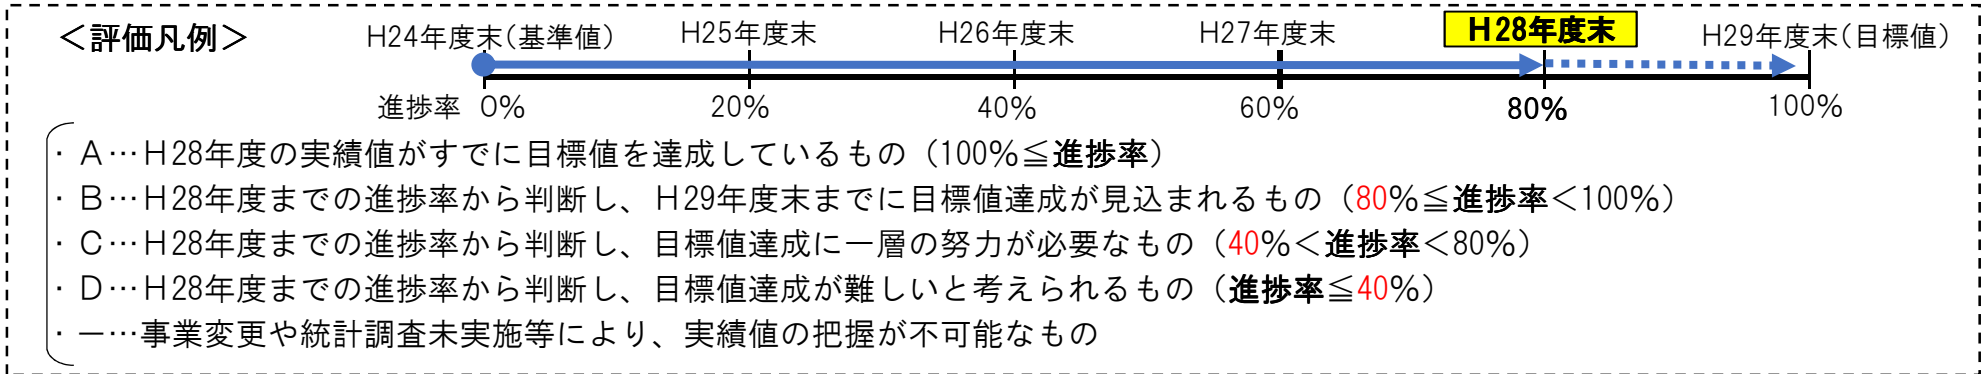 ＜評価凡例＞ H24年度末（基準値） H25年度末 H26年度末 H27年度末 H28年度末 H29年度末（目標値）
進捗率 0% 20% 40% 60% 80% 100%
・A…H28年度の実績値がすでに目標値を達成しているもの（100%≦進捗率）
・B…H28年度までの進捗率から判断し、H29年度末までに目標値達成が見込まれるもの（80%≦進捗率＜100%）
・C…H28年度までの進捗率から判断し、目標値達成に一層の努力が必要なもの（40%＜進捗率＜80%）
・D…H28年度までの進捗率から判断し、目標値達成が難しいと考えられるもの（進捗率≦40%）
・－…事業変更や統計調査未実施等により、実績値の把握が不可能なもの